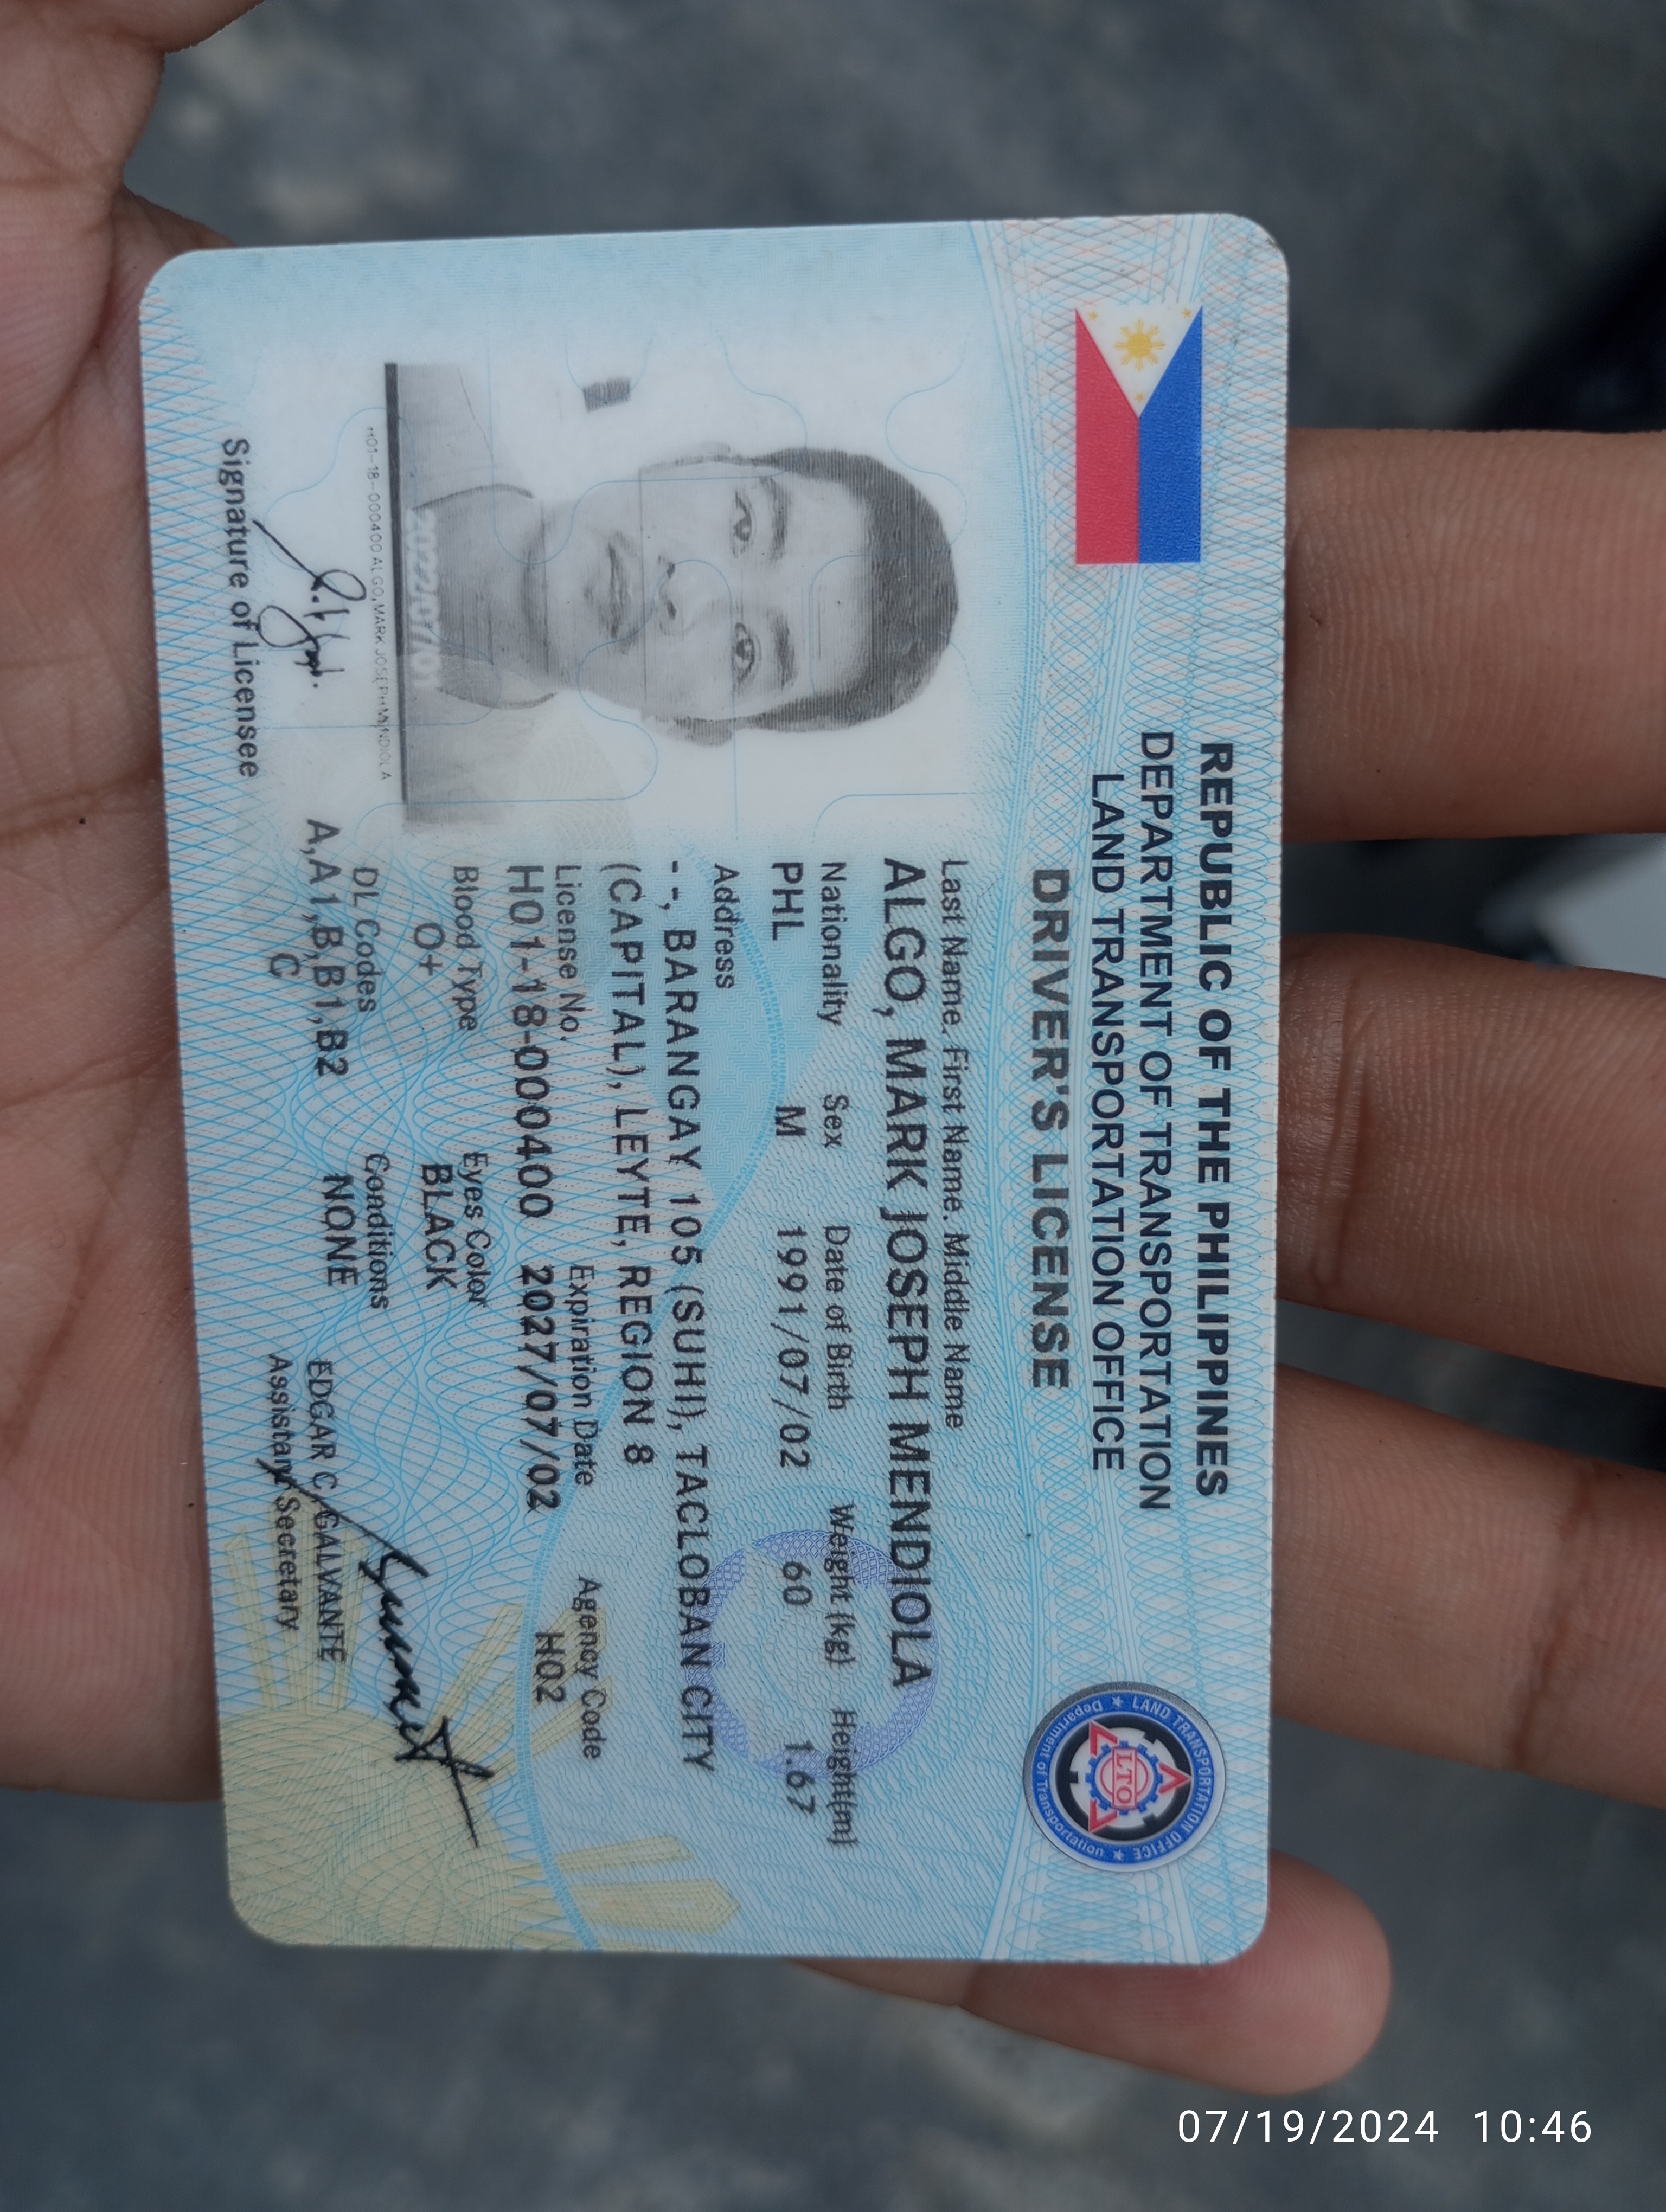 REPUBLIC OF THE PHILIPPINES
DEPARTMENT OF TRANSPORTATION
LAND TRANSPORTATION OFFICE
DRIVER'S LICENSE
LAND TRANSPORTATION OFFICE
LTO
Department of Transportation
Last Name, First Name, Middle Name
ALGO, MARK JOSEPH MENDIOLA
Nationality Sex Date of Birth Weight (kg) Height(m)
PHL M 1991/07/02 60 1.67
Address
- -, BARANGAY 105 (SUHI), TACLOBAN CITY
(CAPITAL), LEYTE, REGION 8
License No. Expiration Date Agency Code
H01-18-000400 2027/07/02 H02
Blood Type Eyes Color
O+ BLACK
DL Codes Conditions
A,A1,B,B1,B2 NONE
C
EDGAR C. GALVANTE
Assistant Secretary
2022/07/01
H01-18-000400 ALGO,MARK JOSEPH MENDIOLA
Signature of Licensee
07/19/2024 10:46